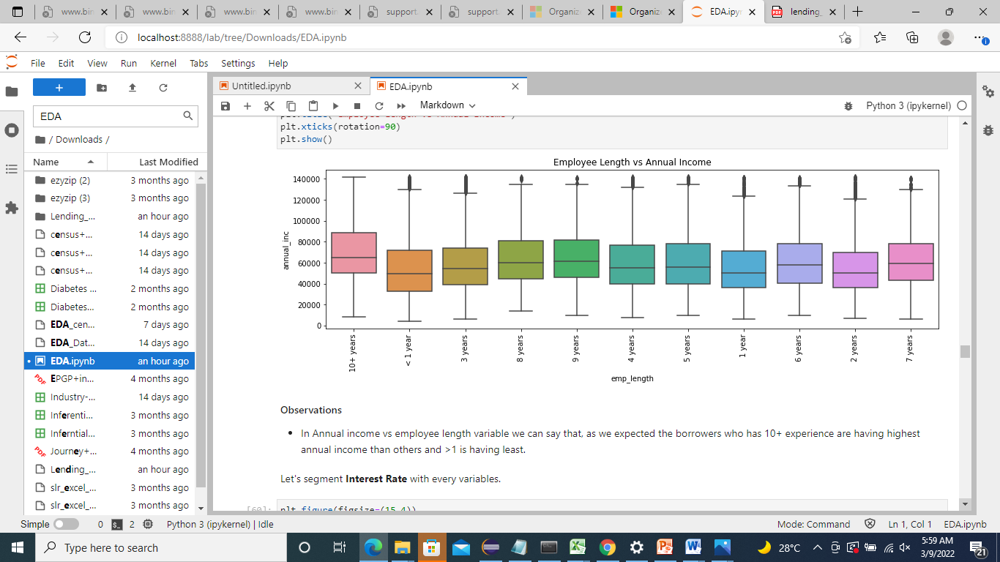 www.bin
www.bin
www.bin
www.bin
support.
support.
Organize
Organize
EDA.ipyn
lending_
localhost:8888/lab/tree/Downloads/EDA.ipynb
File Edit View Run Kernel Tabs Settings Help
Untitled.ipynb
EDA.ipynb
Markdown
Python 3 (ipykernel)
EDA
/ Downloads /
Name Last Modified
ezyzip (2) 3 months ago
ezyzip (3) 3 months ago
Lending_... an hour ago
census+... 14 days ago
census+... 14 days ago
census+... 14 days ago
Diabetes ... 2 months ago
Diabetes... 2 months ago
EDA_cen... 7 days ago
EDA_Dat... 14 days ago
EDA.ipynb an hour ago
EPGP+in... 4 months ago
Industry-... 14 days ago
Inferenti... 3 months ago
Inferntial... 3 months ago
Journey+... 4 months ago
Lending_... an hour ago
slr_excel_... 3 months ago
slr_excel_... 3 months ago
plt.xticks(rotation=90)
plt.show()
Employee Length vs Annual Income
140000
120000
100000
80000
60000
40000
20000
0
annual_inc
10+ years
< 1 year
3 years
8 years
9 years
4 years
5 years
1 year
6 years
2 years
7 years
emp_length
Observations
• In Annual income vs employee length variable we can say that, as we expected the borrowers who has 10+ experience are having highest
annual income than others and >1 is having least.
Let's segment Interest Rate with every variables.
[60]: plt.figure(figsize=(15,4))
Simple 0 $_ 2 Python 3 (ipykernel) | Idle Mode: Command Ln 1, Col 1 EDA.ipynb
Type here to search
28°C
5:59 AM
3/9/2022
21